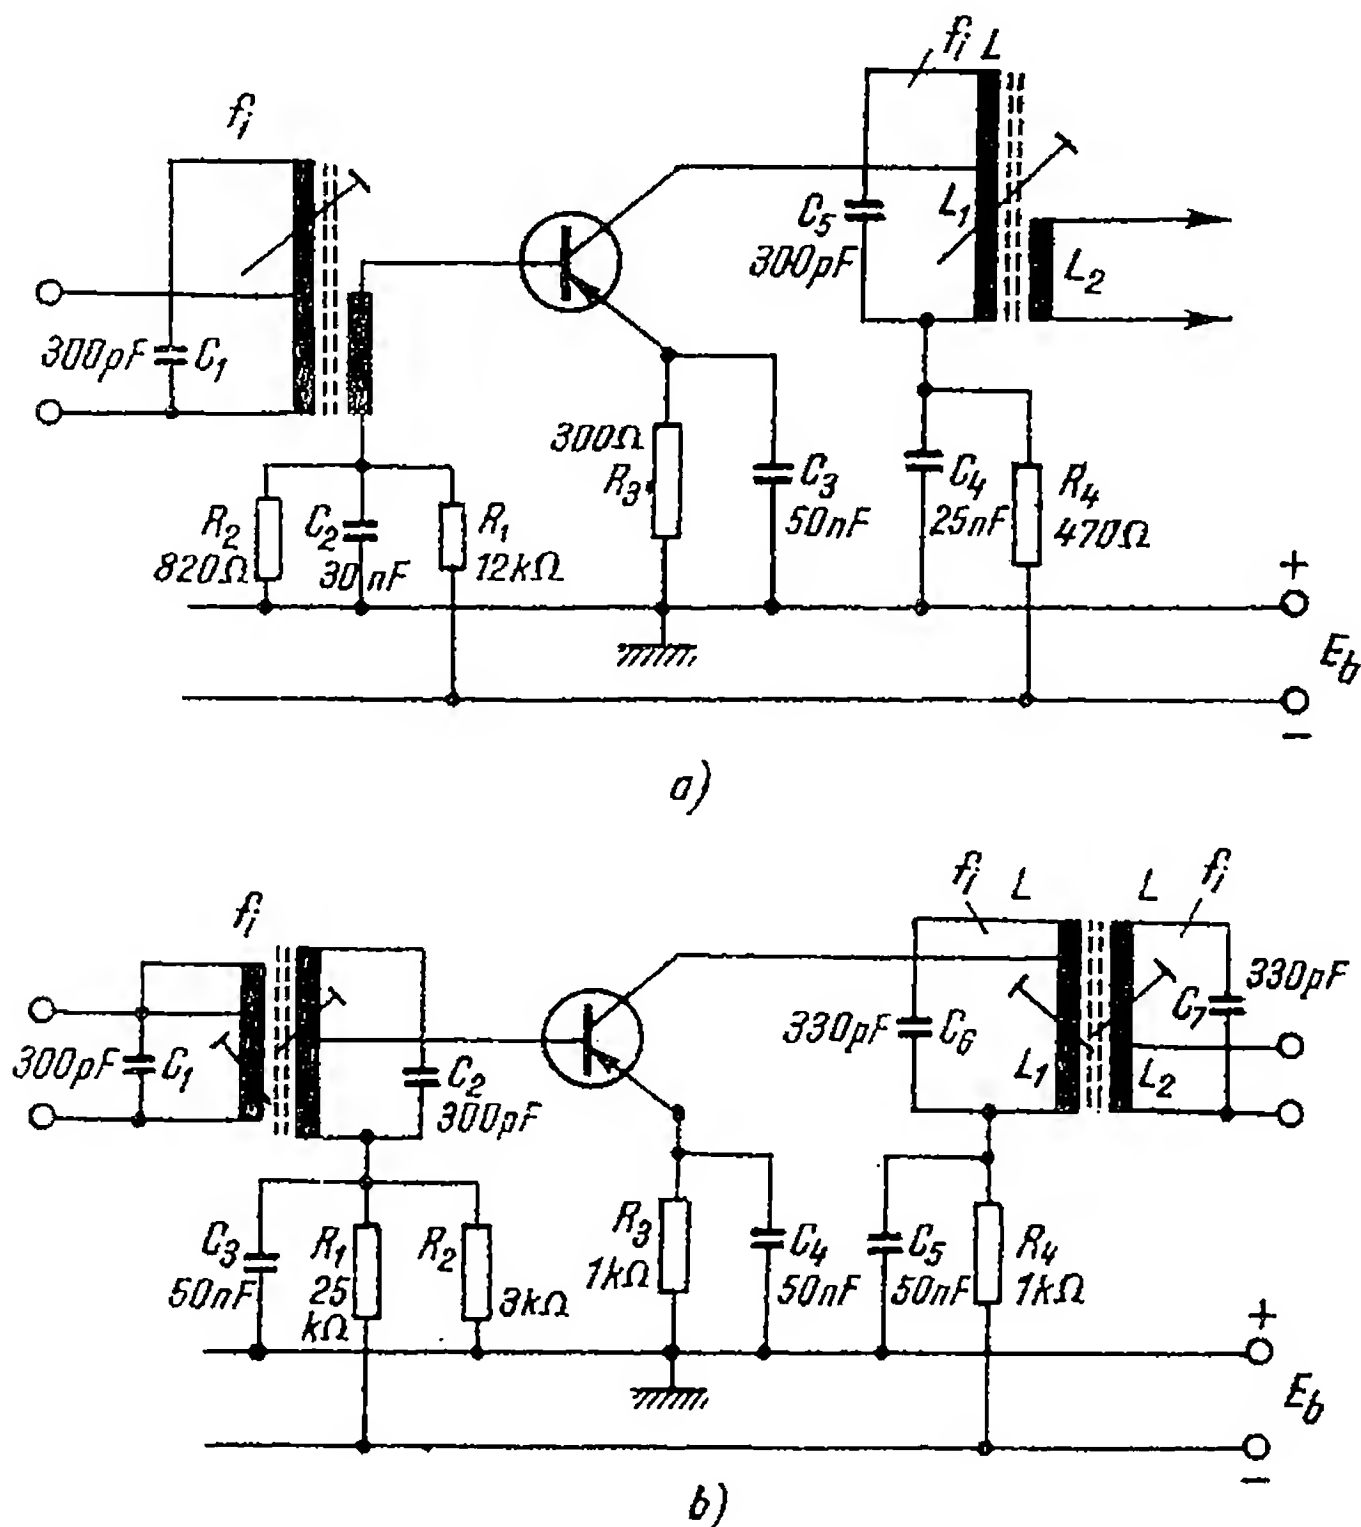 f_i
f_i L
300pF C_1
C_5
300pF
L_1
L_2
R_2
820Ω
C_2
30nF
R_1
12kΩ
300Ω
R_3
C_3
50nF
C_4
25nF
R_4
470Ω
+
E_b
−
a)
f_i
f_i L L f_i
300pF C_1
C_2
300pF
330pF C_6
L_1
L_2
C_7
330pF
C_3
50nF
R_1
25
kΩ
R_2
3kΩ
R_3
1kΩ
C_4
50nF
C_5
50nF
R_4
1kΩ
+
E_b
−
b)